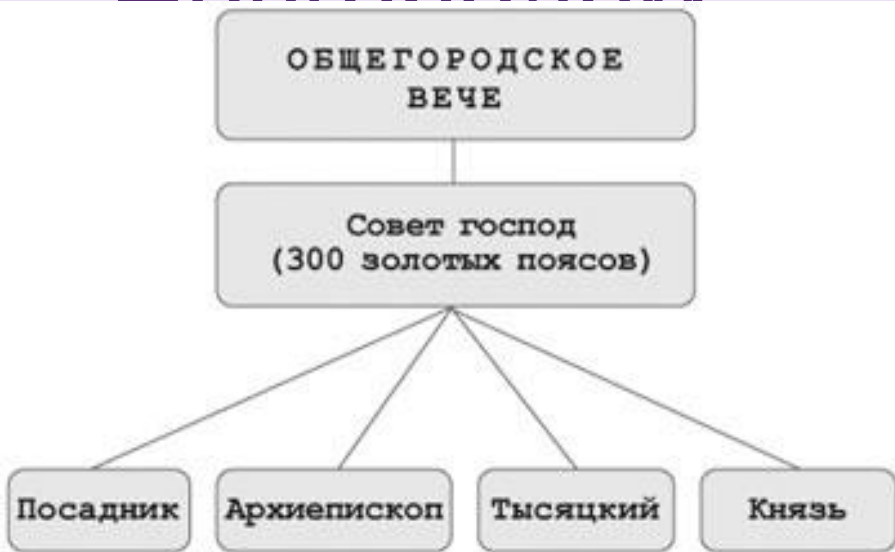 ОБЩЕГОРОДСКОЕ
ВЕЧЕ
Совет господ
(300 золотых поясов)
Посадник
Архиепископ
Тысяцкий
Князь